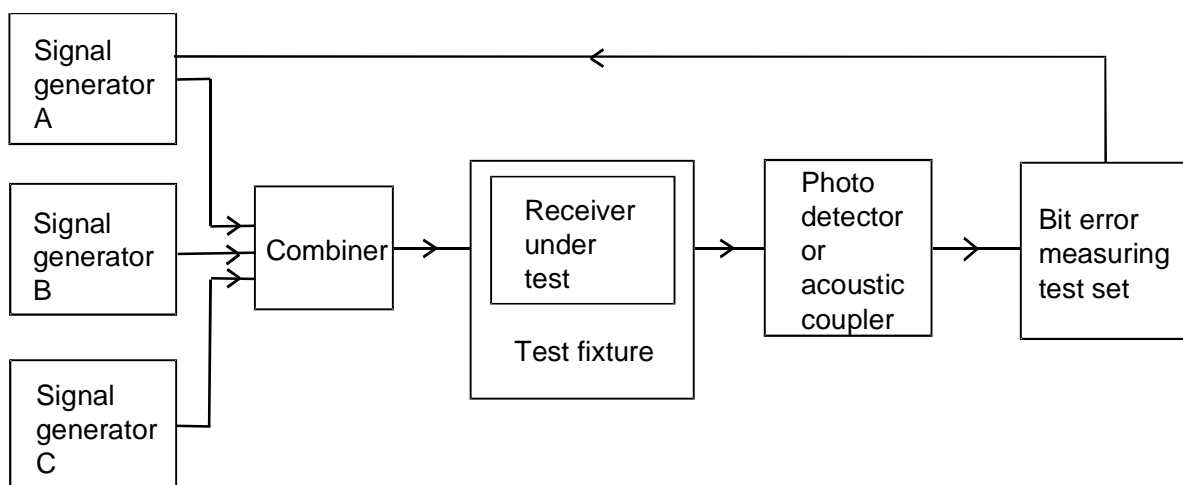 Signal
generator
A
Signal
generator
B
Signal
generator
C
Combiner
Receiver
under
test
Test fixture
Photo
detector
or
acoustic
coupler
Bit error
measuring
test set